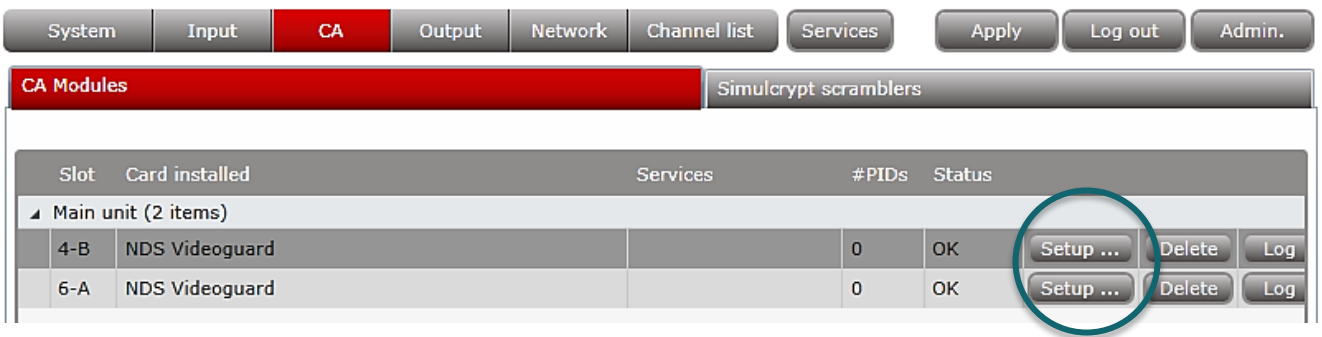 System Input CA Output Network Channel list Services Apply Log out Admin.
CA Modules Simulcrypt scramblers
Slot Card installed Services #PIDs Status
Main unit (2 items)
4-B NDS Videoguard 0 OK Setup ... Delete Log
6-A NDS Videoguard 0 OK Setup ... Delete Log